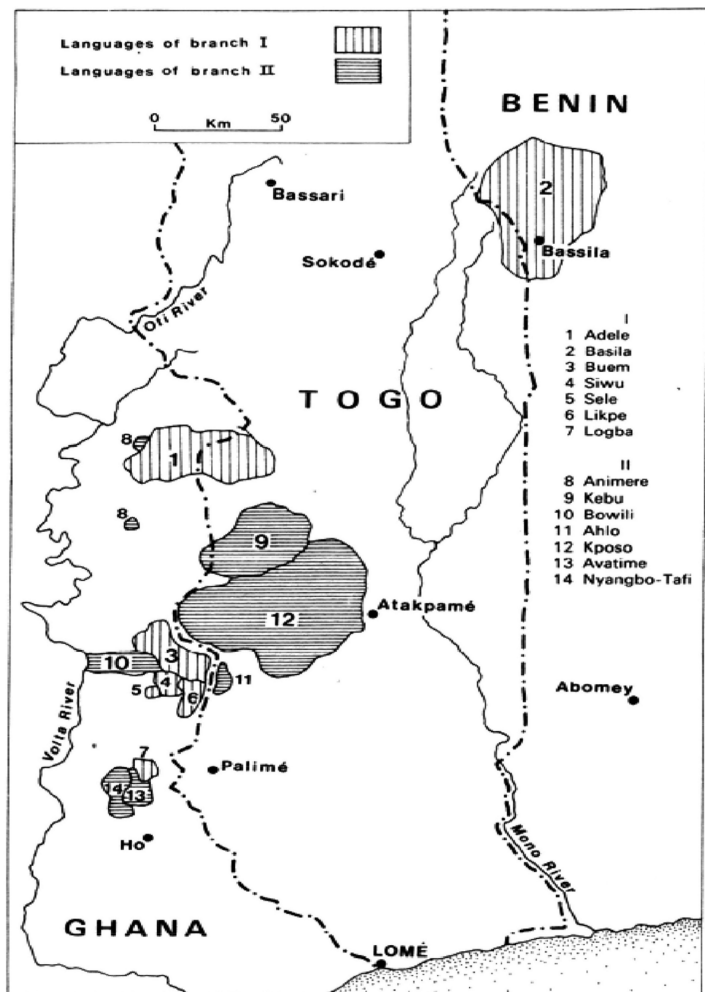 Languages of branch I
Languages of branch II
0 Km 50
BENIN
2
Bassari
Bassila
Sokodé
Oti River
I
1 Adele
2 Basila
3 Buem
4 Siwu
5 Sele
6 Likpe
7 Logba
TOGO
8
1
II
8 Animere
9 Kebu
10 Bowili
11 Ahlo
12 Kposo
13 Avatime
14 Nyangbo-Tafi
8
9
12
Atakpamé
10
3
4
5
6
11
Volta River
Abomey
7
14
13
Palimé
Ho
Mono River
GHANA
LOMÉ